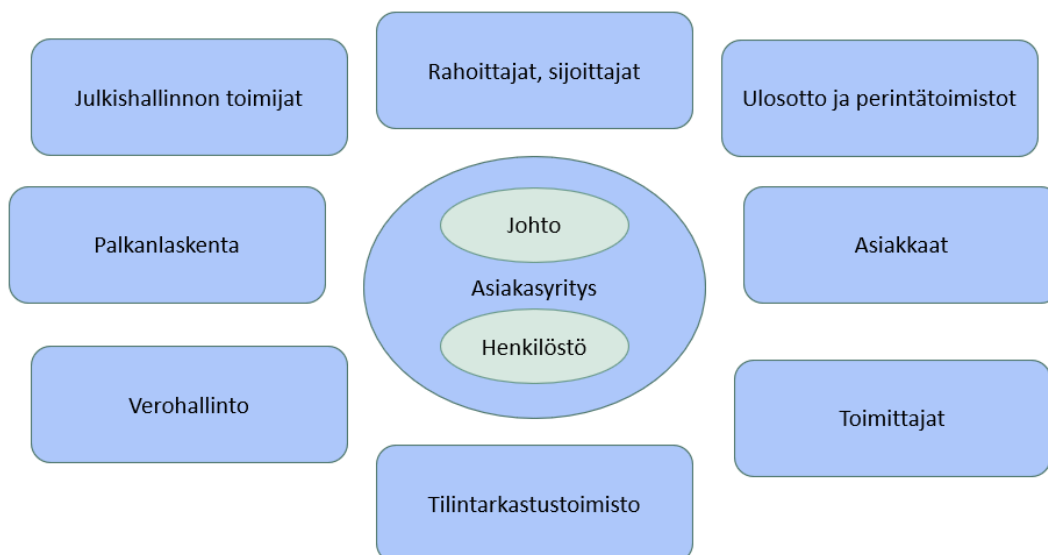 Julkishallinnon toimijat
Rahoittajat, sijoittajat
Ulosotto ja perintätoimistot
Palkanlaskenta
Johto
Asiakasyritys
Henkilöstö
Asiakkaat
Verohallinto
Toimittajat
Tilintarkastustoimisto